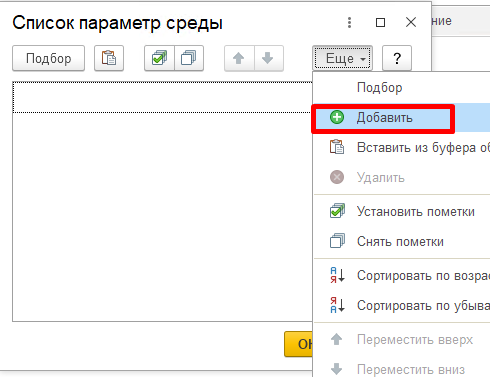 Список параметр среды
ние
Подбор
Еще
?
Подбор
Добавить
Вставить из буфера об
Удалить
Установить пометки
Снять пометки
Сортировать по возра
Сортировать по убыва
ОК
Переместить вверх
Переместить вниз